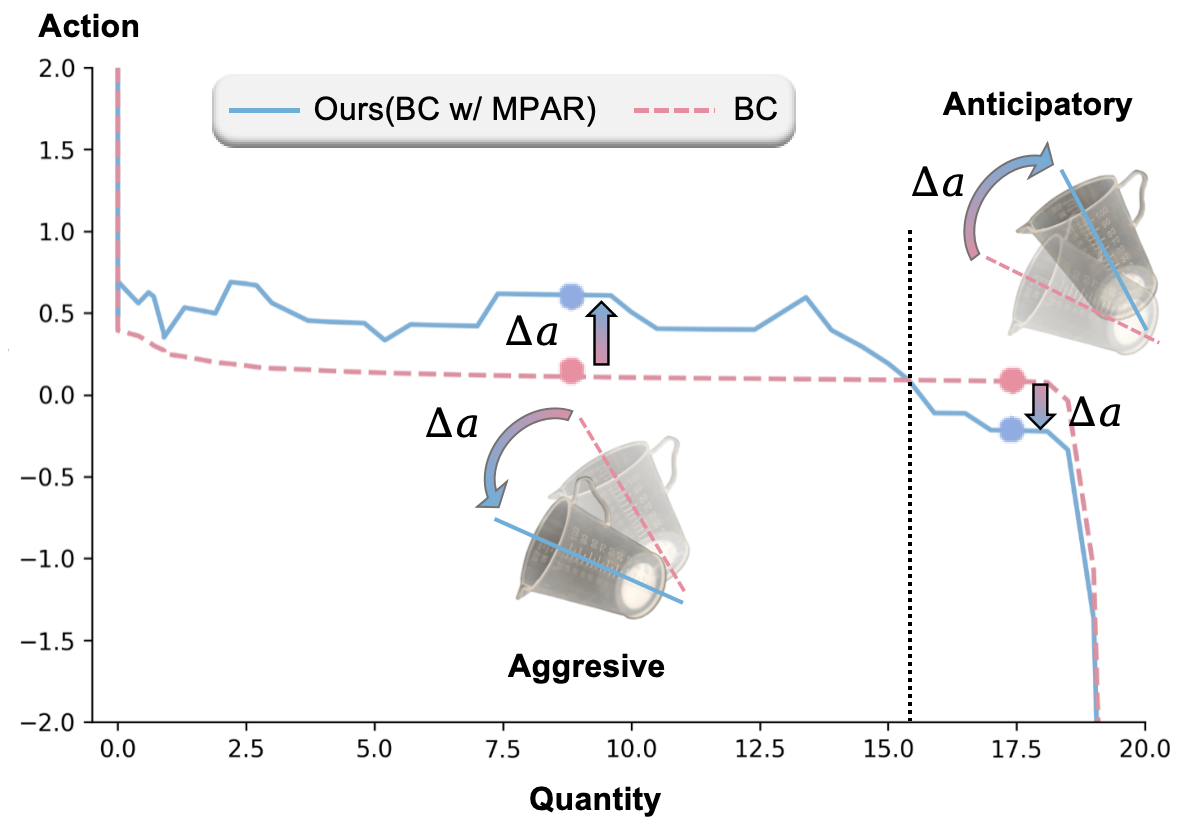 Action
2.0
1.5
1.0
0.5
0.0
−0.5
−1.0
−1.5
−2.0
Ours(BC w/ MPAR)
BC
Anticipatory
Δa
Δa
Δa
Δa
Aggresive
0.0 2.5 5.0 7.5 10.0 12.5 15.0 17.5 20.0
Quantity